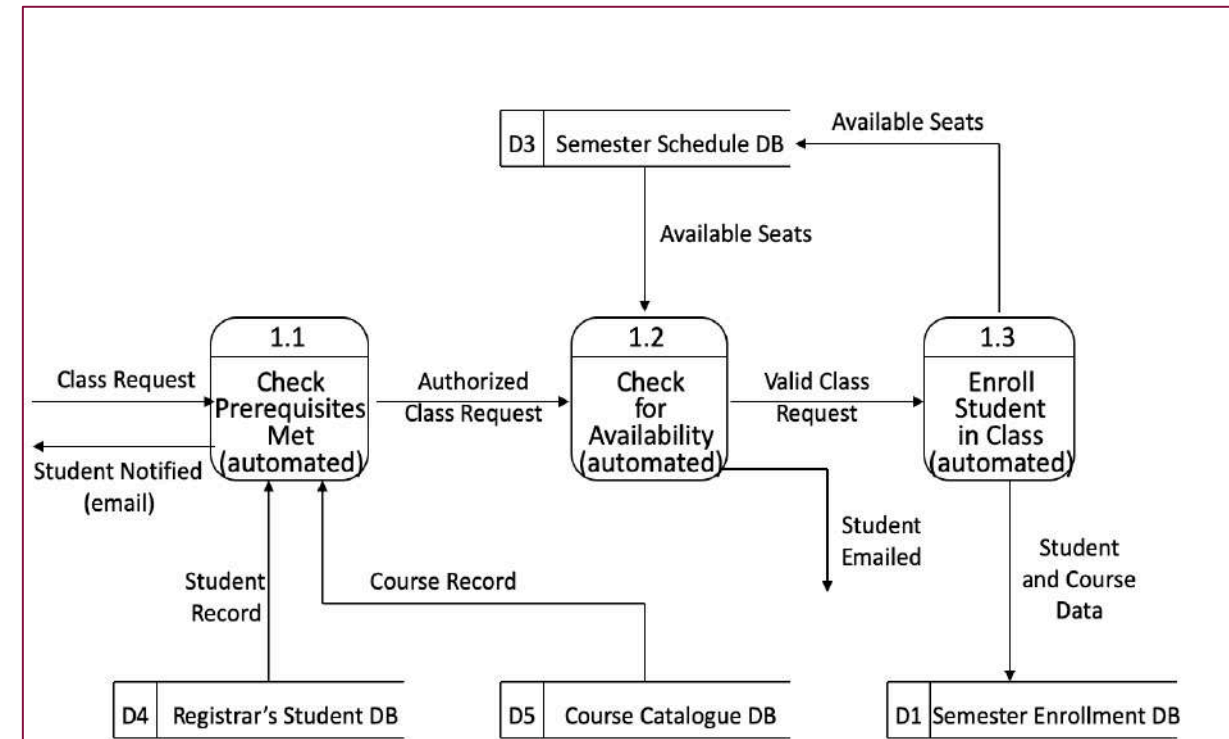 Available Seats
D3 Semester Schedule DB
Available Seats
1.1
Check
Prerequisites
Met
(automated)
1.2
Check
for
Availability
(automated)
1.3
Enroll
Student
in Class
(automated)
Class Request
Authorized
Class Request
Valid Class
Request
Student Notified
(email)
Student
Emailed
Student
and Course
Data
Student
Record
Course Record
D4 Registrar’s Student DB
D5 Course Catalogue DB
D1 Semester Enrollment DB